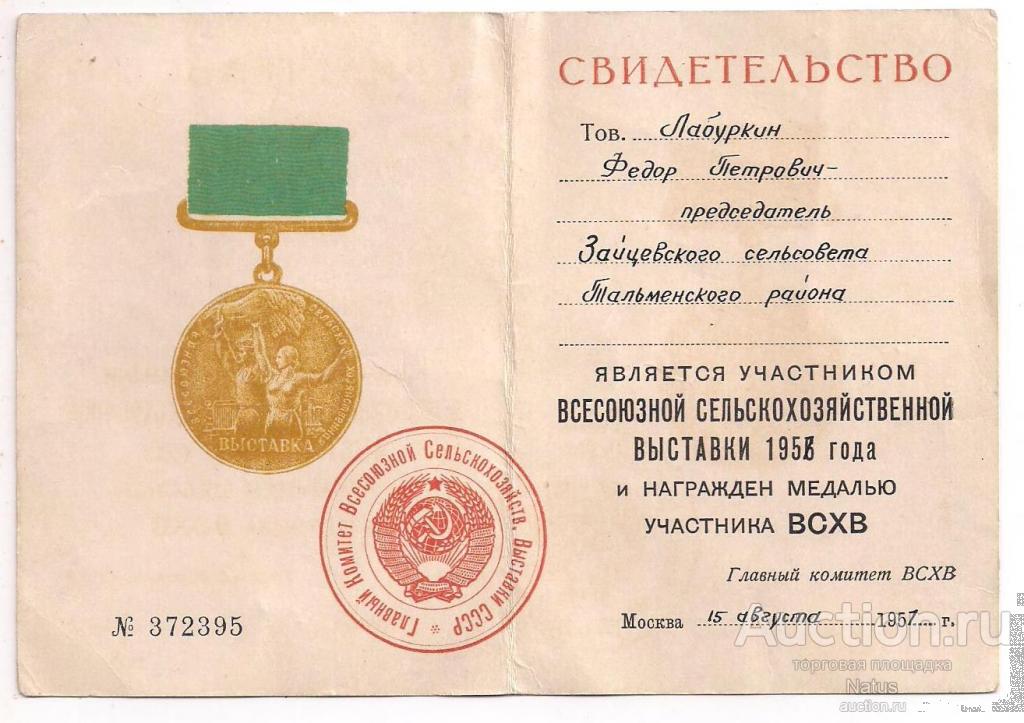 ВСЕСОЮЗНАЯ СЕЛЬСКОХОЗЯЙСТВЕННАЯ
ВЫСТАВКА
Главный Комитет Всесоюзной Сельскохозяйств. Выставки СССР *
№ 372395
СВИДЕТЕЛЬСТВО
Тов. Лабуркин
Федор Петрович-
председатель
Зайцевского сельсовета
Тальменского района
ЯВЛЯЕТСЯ УЧАСТНИКОМ
ВСЕСОЮЗНОЙ СЕЛЬСКОХОЗЯЙСТВЕННОЙ
ВЫСТАВКИ года
И НАГРАЖДЕН МЕДАЛЬЮ
УЧАСТНИКА ВСХВ
Главный комитет ВСХВ
Москва 15 августа 1957 г.
Auction.ru
торговая площадка
Natus
auction.ru